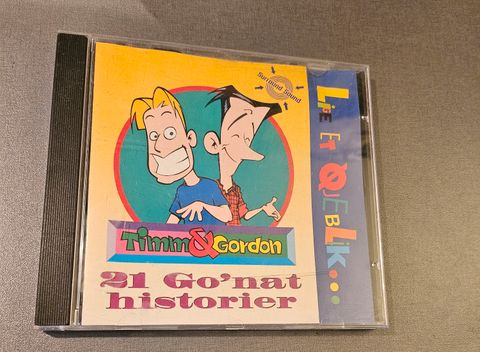 Surround Sound
Timm & Gordon
21 Go'nat
historier
LiGE ET ØJEBLiK...